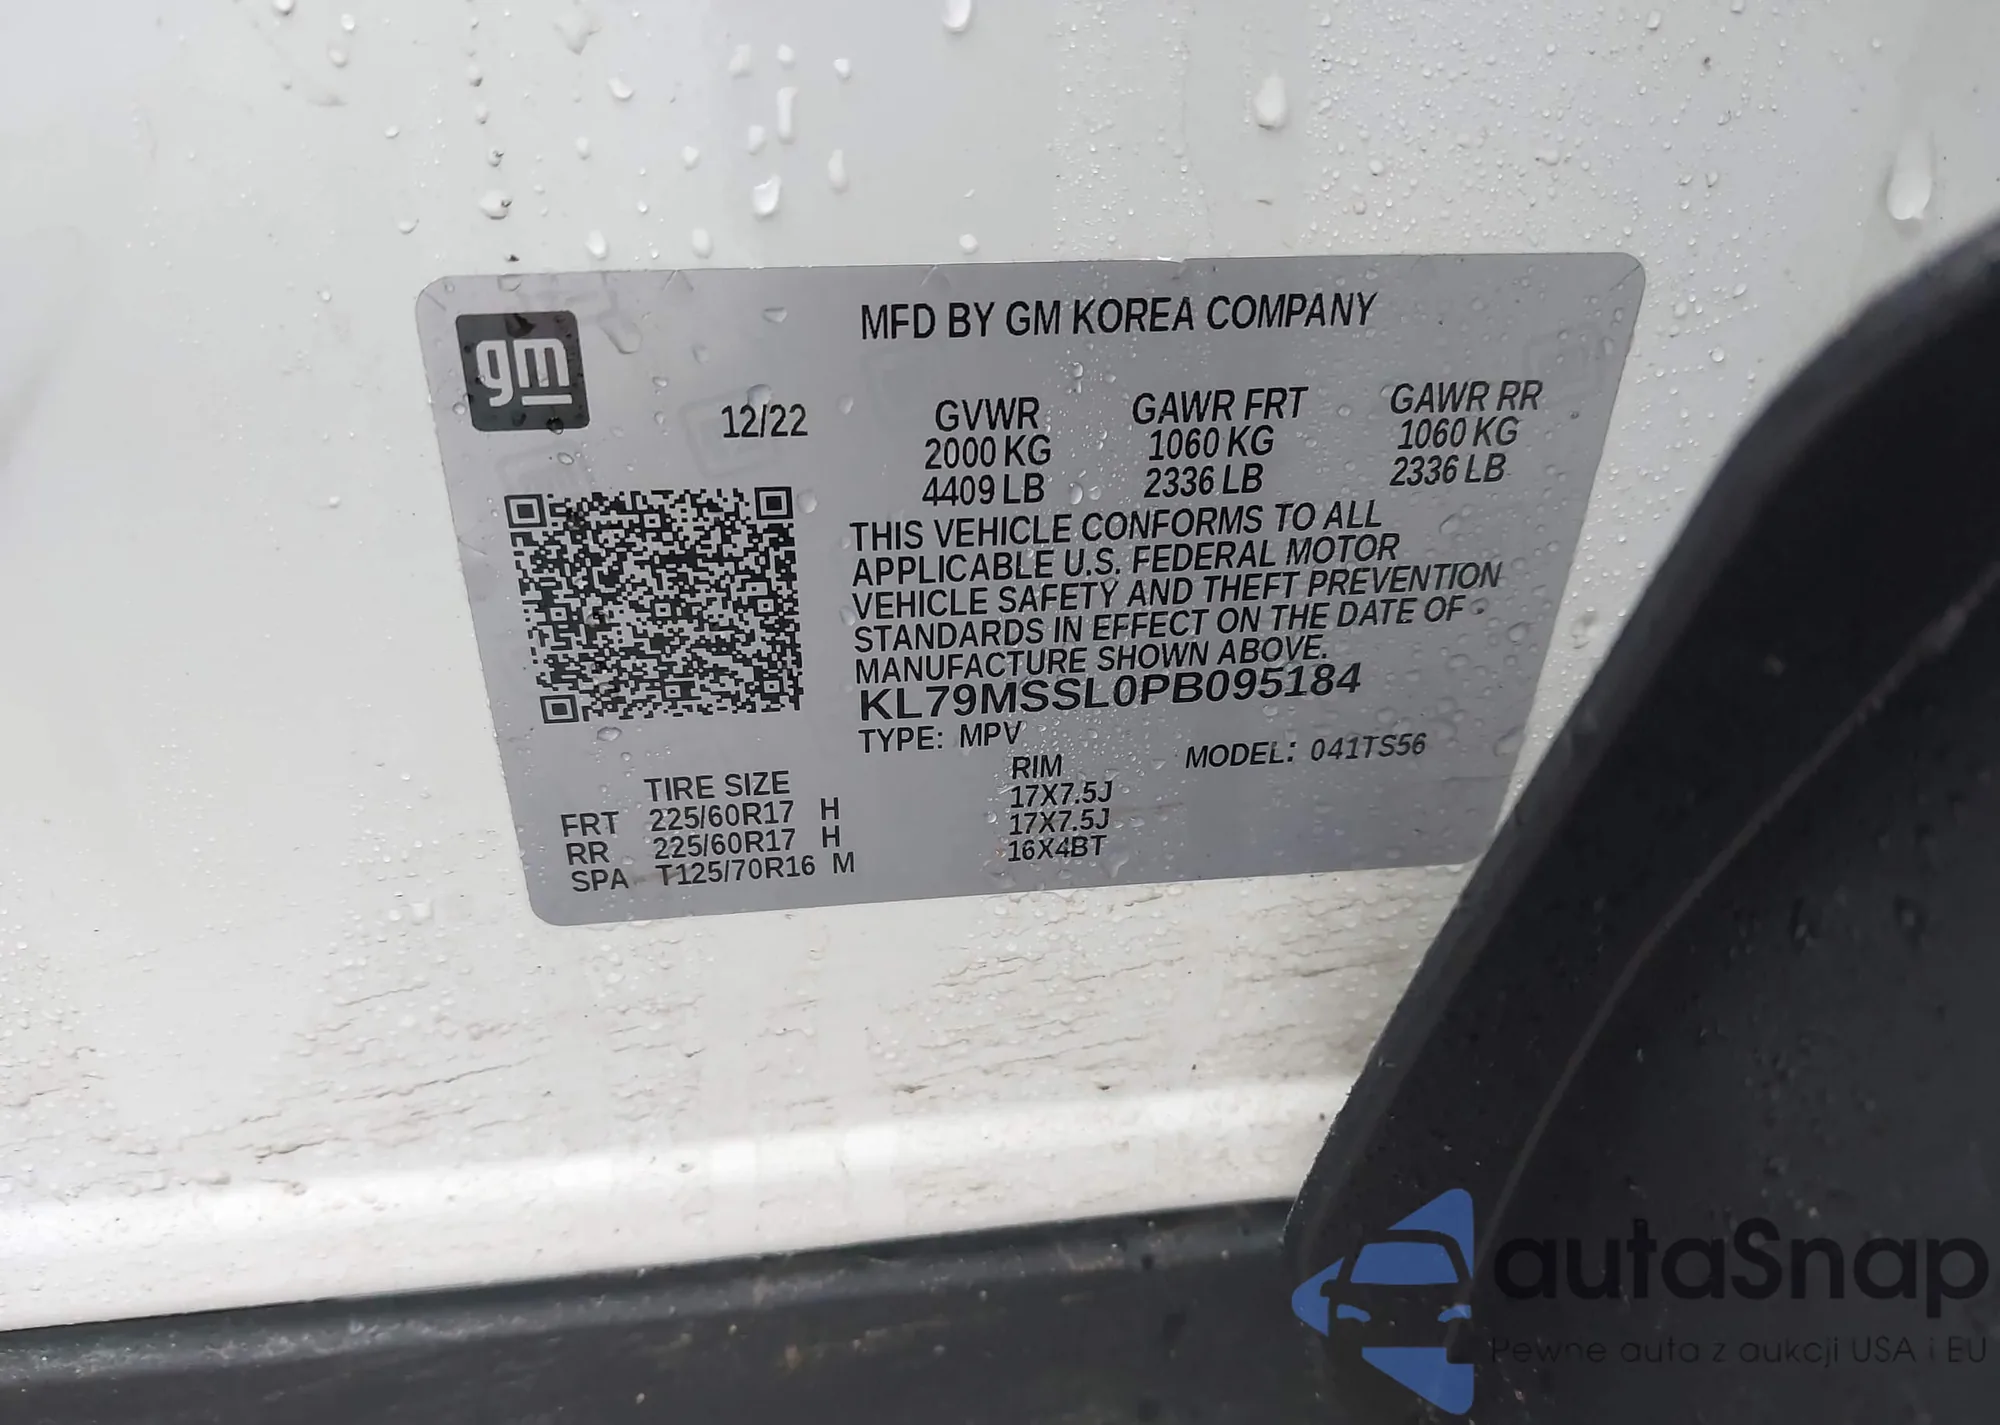 gm
MFD BY GM KOREA COMPANY
12/22
GVWR GAWR FRT GAWR RR
2000 KG 1060 KG 1060 KG
4409 LB 2336 LB 2336 LB
THIS VEHICLE CONFORMS TO ALL
APPLICABLE U.S. FEDERAL MOTOR
VEHICLE SAFETY AND THEFT PREVENTION
STANDARDS IN EFFECT ON THE DATE OF
MANUFACTURE SHOWN ABOVE.
KL79MSSL0PB095184
TYPE: MPV MODEL: 041TS56
TIRE SIZE RIM
FRT 225/60R17 H 17X7.5J
RR 225/60R17 H 17X7.5J
SPA T125/70R16 M 16X4BT
autaSnap
Pewne auta z aukcji USA i EU